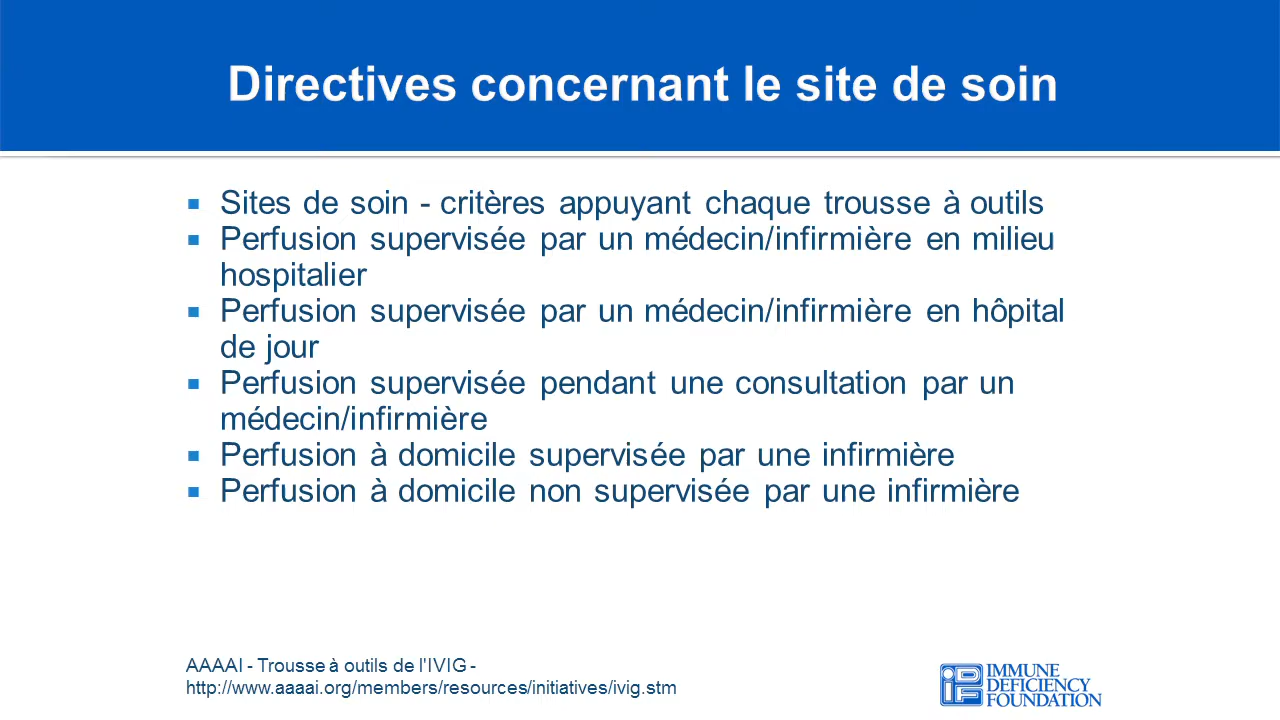 Directives concernant le site de soin
Sites de soin - critères appuyant chaque trousse à outils
Perfusion supervisée par un médecin/infirmière en milieu
hospitalier
Perfusion supervisée par un médecin/infirmière en hôpital
de jour
Perfusion supervisée pendant une consultation par un
médecin/infirmière
Perfusion à domicile supervisée par une infirmière
Perfusion à domicile non supervisée par une infirmière
AAAAI - Trousse à outils de l'IVIG -
http://www.aaaai.org/members/resources/initiatives/ivig.stm
IDF IMMUNE
DEFICIENCY
FOUNDATION